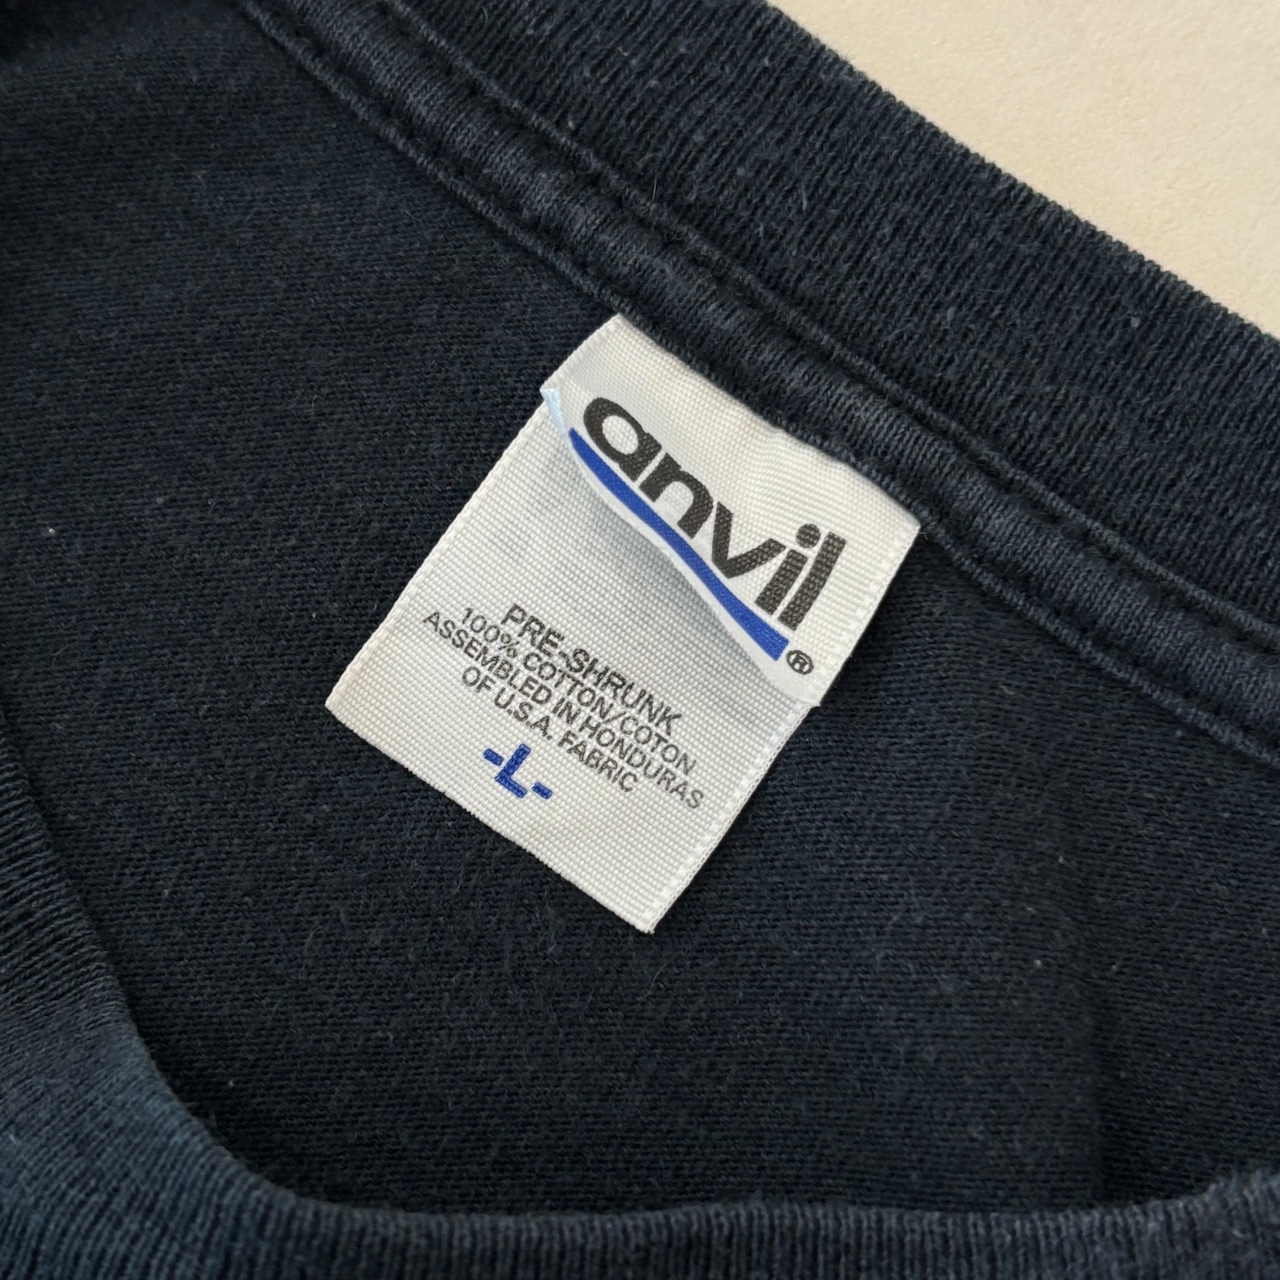 anvil®
PRE-SHRUNK
100% COTTON/COTON
ASSEMBLED IN HONDURAS
OF U.S.A. FABRIC
-L-